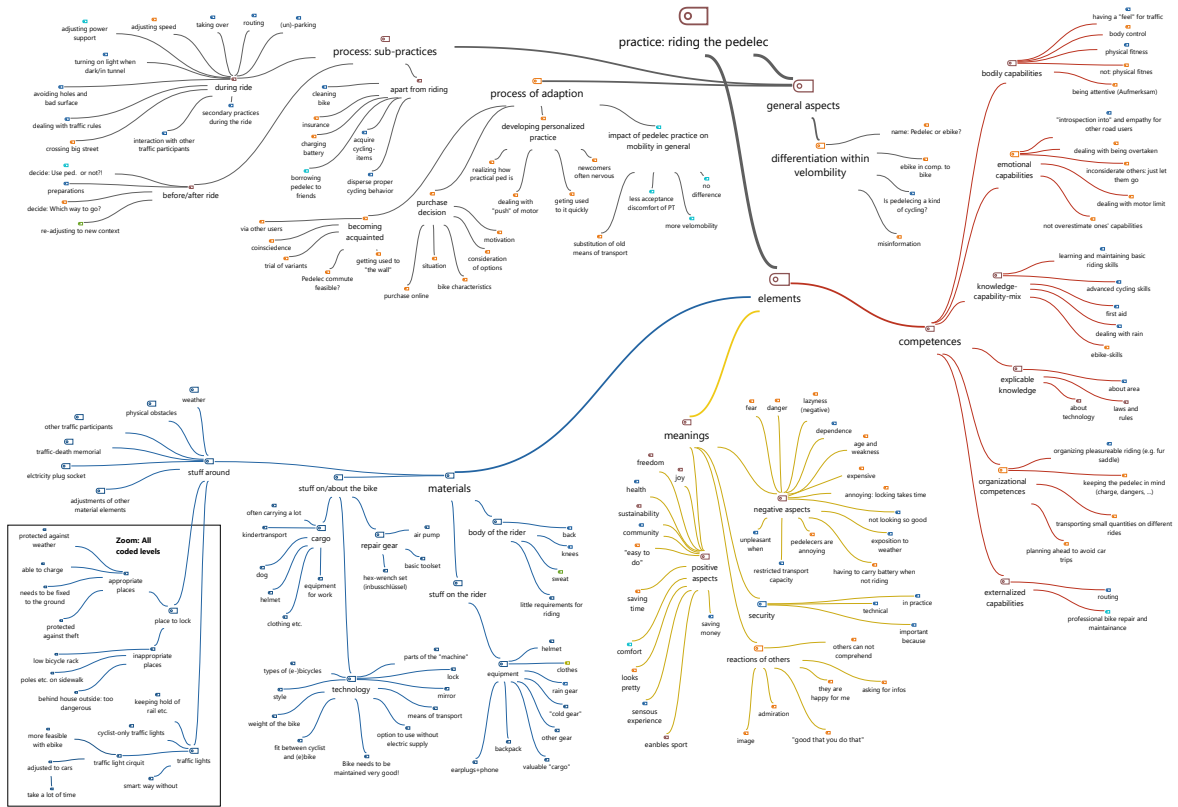 practice: riding the pedelec
process: sub-practices
adjusting power
support
adjusting speed
taking over
routing
(un)-parking
turning on light when
dark/in tunnel
avoiding holes and
bad surface
dealing with traffic rules
crossing big street
interaction with other
traffic participants
secondary practices
during the ride
during ride
decide: Use ped. or not?!
preparations
decide: Which way to go?
re-adjusting to new context
before/after ride
apart from riding
cleaning
bike
insurance
charging
battery
borrowing
pedelec to
friends
acquire
cycling-
items
disperse proper
cycling behavior
process of adaption
developing personalized
practice
realizing how
practical ped is
dealing with
"push" of motor
geting used
to it quickly
newcomers
often nervous
impact of pedelec practice on
mobility in general
substitution of old
means of transport
less acceptance
discomfort of PT
more velomobility
no
difference
purchase
decision
purchase online
situation
bike characteristics
consideration
of options
motivation
becoming
acquainted
via other users
coinsciedence
trial of variants
Pedelec commute
feasible?
getting used to
"the wall"
general aspects
differentiation within
velombility
name: Pedelec or ebike?
ebike in comp. to
bike
Is pedelecing a kind
of cycling?
misinformation
elements
competences
bodily capabilities
having a "feel" for traffic
body control
physical fitness
not: physical fitnes
being attentive (Aufmerksam)
emotional
capabilities
"introspection into" and empathy for
other road users
dealing with being overtaken
inconsiderate others: just let
them go
dealing with motor limit
not overestimate ones' capabilities
knowledge-
capability-mix
learning and maintaining basic
riding skills
advanced cycling skills
first aid
dealing with rain
ebike-skills
explicable
knowledge
about area
laws and
rules
about
technology
organizational
competences
organizing pleasureable riding (e.g. fur
saddle)
keeping the pedelec in mind
(charge, dangers, ...)
transporting small quantities on different
rides
planning ahead to avoid car
trips
externalized
capabilities
routing
professional bike repair and
maintainance
meanings
freedom
joy
health
sustainability
community
"easy to
do"
saving
time
comfort
looks
pretty
sensous
experience
eanbles sport
saving
money
positive
aspects
negative aspects
fear
danger
lazyness
(negative)
dependence
age and
weakness
expensive
annoying: locking takes time
not looking so good
exposition to
weather
having to carry battery when
not riding
pedelecers are
annoying
restricted transport
capacity
unpleasant
when
security
in practice
technical
important
because
reactions of others
others can not
comprehend
asking for infos
they are
happy for me
"good that you do that"
admiration
image
materials
stuff around
weather
physical obstacles
other traffic participants
traffic-death memorial
elctricity plug socket
adjustments of other
material elements
stuff on/about the bike
cargo
often carrying a lot
kindertransport
dog
helmet
clothing etc.
equipment
for work
repair gear
air pump
basic toolset
hex-wrench set
(inbusschlüssel)
technology
types of (e-)bicycles
style
weight of the bike
fit between cyclist
and (e)bike
Bike needs to be
maintained very good!
option to use without
electric supply
means of transport
mirror
lock
parts of the "machine"
body of the rider
back
knees
sweat
little requirements for
riding
stuff on the rider
equipment
helmet
clothes
rain gear
"cold gear"
other gear
valuable "cargo"
backpack
earplugs+phone
Zoom: All
coded levels
protected against
weather
able to charge
needs to be fixed
to the ground
protected
against theft
appropriate
places
place to lock
inappropriate
places
low bicycle rack
poles etc. on sidewalk
behind house outside: too
dangerous
keeping hold of
rail etc.
cyclist-only traffic lights
more feasible
with ebike
traffic light cirquit
traffic lights
adjusted to cars
smart: way without
take a lot of time